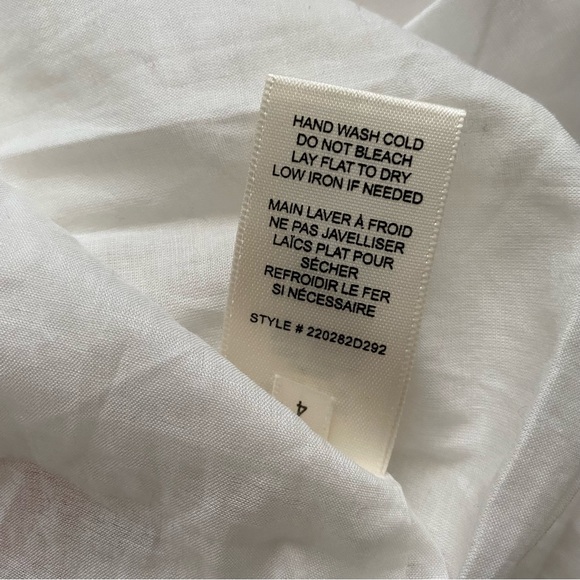 HAND WASH COLD
DO NOT BLEACH
LAY FLAT TO DRY
LOW IRON IF NEEDED
MAIN LAVER À FROID
NE PAS JAVELLISER
LAÏCS PLAT POUR
SÉCHER
REFROIDIR LE FER
SI NÉCESSAIRE
STYLE # 220282D292
4